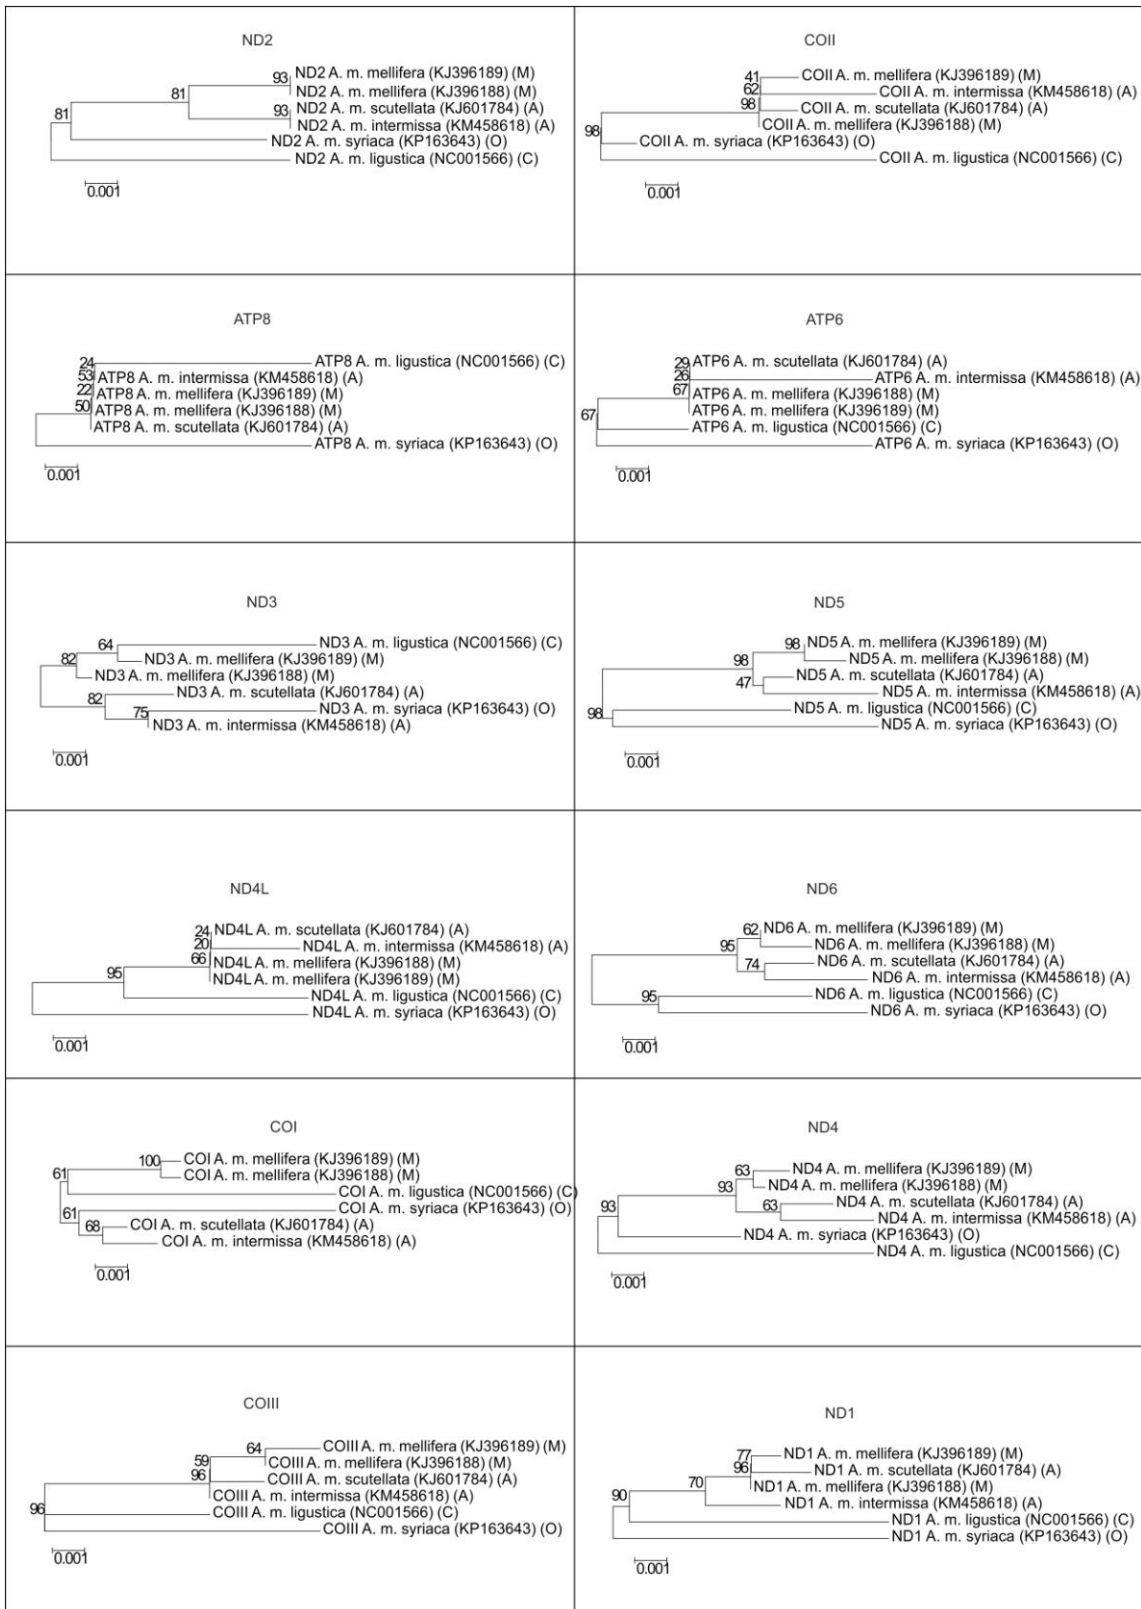 ND2
93
ND2 A. m. mellifera (KJ396189) (M)
ND2 A. m. mellifera (KJ396188) (M)
81
93
ND2 A. m. scutellata (KJ601784) (A)
ND2 A. m. intermissa (KM458618) (A)
81
ND2 A. m. syriaca (KP163643) (O)
ND2 A. m. ligustica (NC001566) (C)
0.001
COII
41
COII A. m. mellifera (KJ396189) (M)
62
COII A. m. intermissa (KM458618) (A)
98
COII A. m. scutellata (KJ601784) (A)
COII A. m. mellifera (KJ396188) (M)
98
COII A. m. syriaca (KP163643) (O)
COII A. m. ligustica (NC001566) (C)
0.001
ATP8
24
ATP8 A. m. ligustica (NC001566) (C)
53
ATP8 A. m. intermissa (KM458618) (A)
22
ATP8 A. m. mellifera (KJ396189) (M)
50
ATP8 A. m. mellifera (KJ396188) (M)
ATP8 A. m. scutellata (KJ601784) (A)
ATP8 A. m. syriaca (KP163643) (O)
0.001
ATP6
29
ATP6 A. m. scutellata (KJ601784) (A)
26
ATP6 A. m. intermissa (KM458618) (A)
67
ATP6 A. m. mellifera (KJ396188) (M)
ATP6 A. m. mellifera (KJ396189) (M)
67
ATP6 A. m. ligustica (NC001566) (C)
ATP6 A. m. syriaca (KP163643) (O)
0.001
ND3
64
ND3 A. m. ligustica (NC001566) (C)
82
ND3 A. m. mellifera (KJ396189) (M)
ND3 A. m. mellifera (KJ396188) (M)
82
ND3 A. m. scutellata (KJ601784) (A)
75
ND3 A. m. syriaca (KP163643) (O)
ND3 A. m. intermissa (KM458618) (A)
0.001
ND5
98
ND5 A. m. mellifera (KJ396189) (M)
98
ND5 A. m. mellifera (KJ396188) (M)
47
ND5 A. m. scutellata (KJ601784) (A)
ND5 A. m. intermissa (KM458618) (A)
98
ND5 A. m. ligustica (NC001566) (C)
ND5 A. m. syriaca (KP163643) (O)
0.001
ND4L
24
ND4L A. m. scutellata (KJ601784) (A)
20
ND4L A. m. intermissa (KM458618) (A)
66
ND4L A. m. mellifera (KJ396188) (M)
95
ND4L A. m. mellifera (KJ396189) (M)
ND4L A. m. ligustica (NC001566) (C)
ND4L A. m. syriaca (KP163643) (O)
0.001
ND6
62
ND6 A. m. mellifera (KJ396189) (M)
95
ND6 A. m. mellifera (KJ396188) (M)
74
ND6 A. m. scutellata (KJ601784) (A)
ND6 A. m. intermissa (KM458618) (A)
95
ND6 A. m. ligustica (NC001566) (C)
ND6 A. m. syriaca (KP163643) (O)
0.001
COI
100
COI A. m. mellifera (KJ396189) (M)
61
COI A. m. mellifera (KJ396188) (M)
COI A. m. ligustica (NC001566) (C)
61
COI A. m. syriaca (KP163643) (O)
68
COI A. m. scutellata (KJ601784) (A)
COI A. m. intermissa (KM458618) (A)
0.001
ND4
63
ND4 A. m. mellifera (KJ396189) (M)
93
ND4 A. m. mellifera (KJ396188) (M)
63
ND4 A. m. scutellata (KJ601784) (A)
93
ND4 A. m. intermissa (KM458618) (A)
ND4 A. m. syriaca (KP163643) (O)
ND4 A. m. ligustica (NC001566) (C)
0.001
COIII
64
COIII A. m. mellifera (KJ396189) (M)
59
COIII A. m. mellifera (KJ396188) (M)
96
COIII A. m. scutellata (KJ601784) (A)
COIII A. m. intermissa (KM458618) (A)
96
COIII A. m. ligustica (NC001566) (C)
COIII A. m. syriaca (KP163643) (O)
0.001
ND1
77
ND1 A. m. mellifera (KJ396189) (M)
96
ND1 A. m. scutellata (KJ601784) (A)
70
ND1 A. m. mellifera (KJ396188) (M)
90
ND1 A. m. intermissa (KM458618) (A)
ND1 A. m. ligustica (NC001566) (C)
ND1 A. m. syriaca (KP163643) (O)
0.001